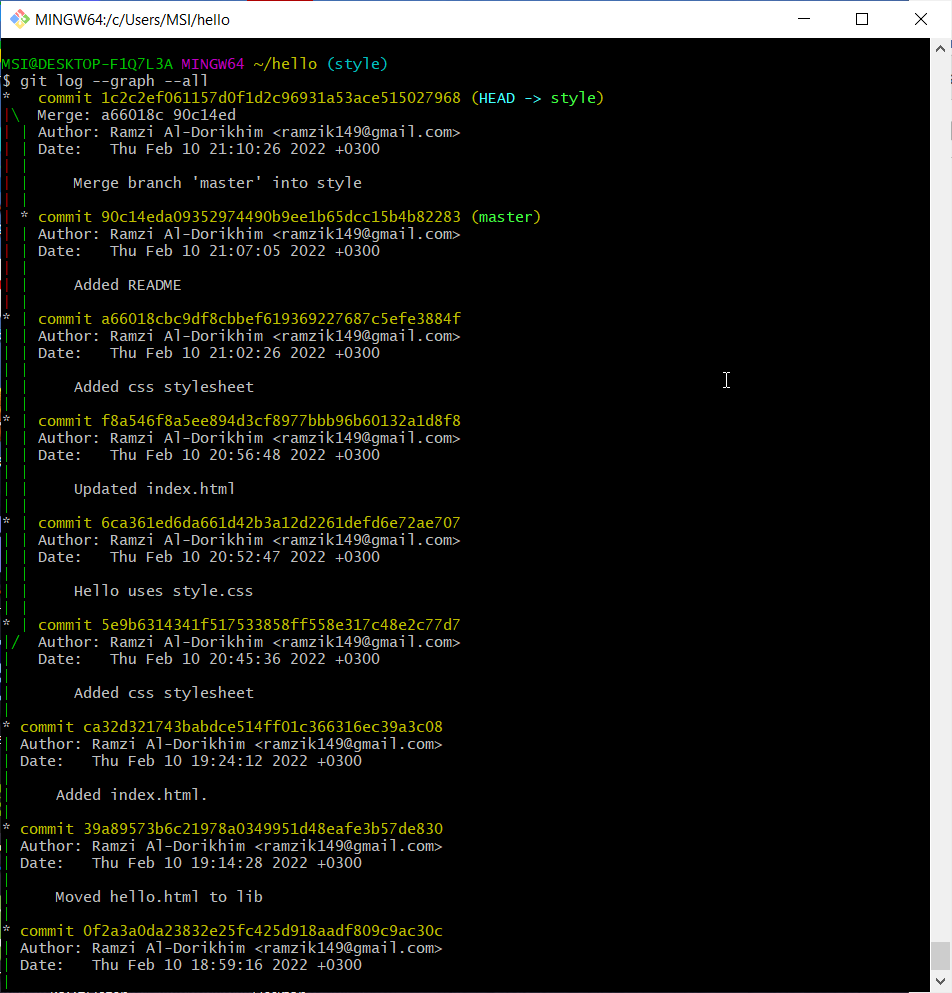 MINGW64:/c/Users/MSI/hello
MSI@DESKTOP-F1Q7L3A MINGW64 ~/hello (style)
$ git log --graph --all
*   commit 1c2c2ef061157d0f1d2c96931a53ace515027968 (HEAD -> style)
|\  Merge: a66018c 90c14ed
| | Author: Ramzi Al-Dorikhim <ramzik149@gmail.com>
| | Date:   Thu Feb 10 21:10:26 2022 +0300
| |
| |     Merge branch 'master' into style
| |
| * commit 90c14eda09352974490b9ee1b65dcc15b4b82283 (master)
| | Author: Ramzi Al-Dorikhim <ramzik149@gmail.com>
| | Date:   Thu Feb 10 21:07:05 2022 +0300
| |
| |     Added README
| |
* | commit a66018cbc9df8cbbef619369227687c5efe3884f
| | Author: Ramzi Al-Dorikhim <ramzik149@gmail.com>
| | Date:   Thu Feb 10 21:02:26 2022 +0300
| |
| |     Added css stylesheet
| |
* | commit f8a546f8a5ee894d3cf8977bbb96b60132a1d8f8
| | Author: Ramzi Al-Dorikhim <ramzik149@gmail.com>
| | Date:   Thu Feb 10 20:56:48 2022 +0300
| |
| |     Updated index.html
| |
* | commit 6ca361ed6da661d42b3a12d2261defd6e72ae707
| | Author: Ramzi Al-Dorikhim <ramzik149@gmail.com>
| | Date:   Thu Feb 10 20:52:47 2022 +0300
| |
| |     Hello uses style.css
| |
* | commit 5e9b6314341f517533858ff558e317c48e2c77d7
|/  Author: Ramzi Al-Dorikhim <ramzik149@gmail.com>
|   Date:   Thu Feb 10 20:45:36 2022 +0300
|
|       Added css stylesheet
|
* commit ca32d321743babdce514ff01c366316ec39a3c08
| Author: Ramzi Al-Dorikhim <ramzik149@gmail.com>
| Date:   Thu Feb 10 19:24:12 2022 +0300
|
|     Added index.html.
|
* commit 39a89573b6c21978a0349951d48eafe3b57de830
| Author: Ramzi Al-Dorikhim <ramzik149@gmail.com>
| Date:   Thu Feb 10 19:14:28 2022 +0300
|
|     Moved hello.html to lib
|
* commit 0f2a3a0da23832e25fc425d918aadf809c9ac30c
| Author: Ramzi Al-Dorikhim <ramzik149@gmail.com>
| Date:   Thu Feb 10 18:59:16 2022 +0300
|